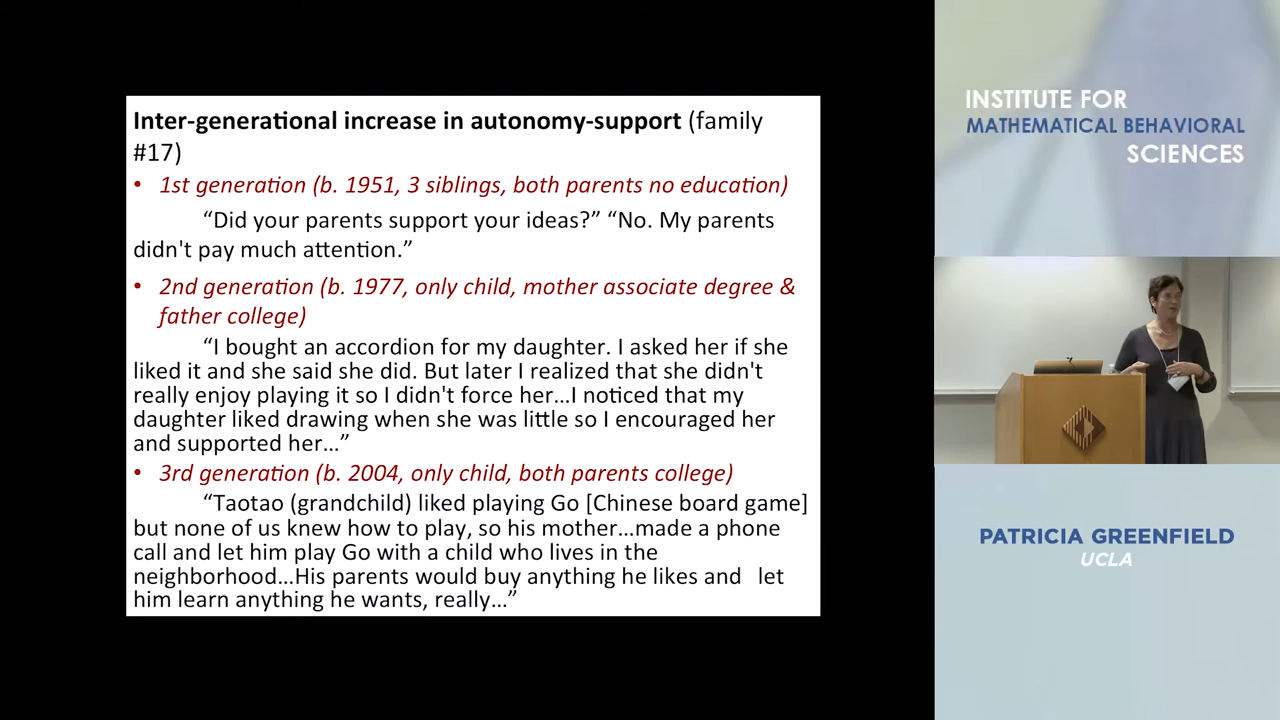 Inter-generational increase in autonomy-support (family
#17)
• 1st generation (b. 1951, 3 siblings, both parents no education)
“Did your parents support your ideas?” “No. My parents
didn't pay much attention.”
• 2nd generation (b. 1977, only child, mother associate degree &
father college)
“I bought an accordion for my daughter. I asked her if she
liked it and she said she did. But later I realized that she didn't
really enjoy playing it so I didn't force her…I noticed that my
daughter liked drawing when she was little so I encouraged her
and supported her…”
• 3rd generation (b. 2004, only child, both parents college)
“Taotao (grandchild) liked playing Go [Chinese board game]
but none of us knew how to play, so his mother…made a phone
call and let him play Go with a child who lives in the
neighborhood…His parents would buy anything he likes and let
him learn anything he wants, really…”
INSTITUTE FOR
MATHEMATICAL BEHAVIORAL
SCIENCES
PATRICIA GREENFIELD
UCLA